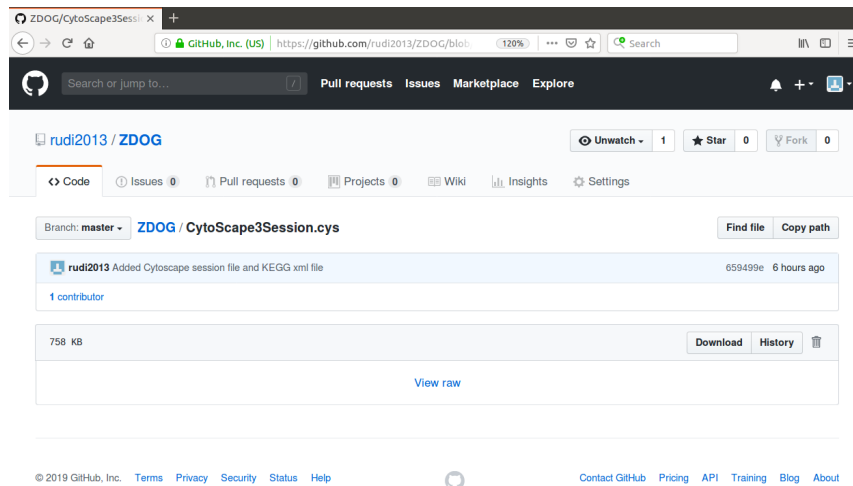 ZDOG/CytoScape3Sessi
GitHub, Inc. (US) https://github.com/rudi2013/ZDOG/blob 120% Search
Search or jump to… / Pull requests Issues Marketplace Explore
rudi2013 / ZDOG Unwatch 1 Star 0 Fork 0
Code Issues 0 Pull requests 0 Projects 0 Wiki Insights Settings
Branch: master ZDOG / CytoScape3Session.cys Find file Copy path
rudi2013 Added Cytoscape session file and KEGG xml file 659499e 6 hours ago
1 contributor
758 KB Download History
View raw
© 2019 GitHub, Inc. Terms Privacy Security Status Help Contact GitHub Pricing API Training Blog About